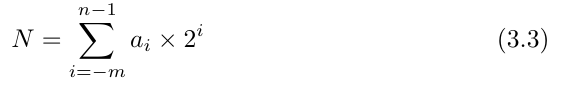 N = \sum_{i=-m}^{n-1} a_i \times 2^i (3.3)